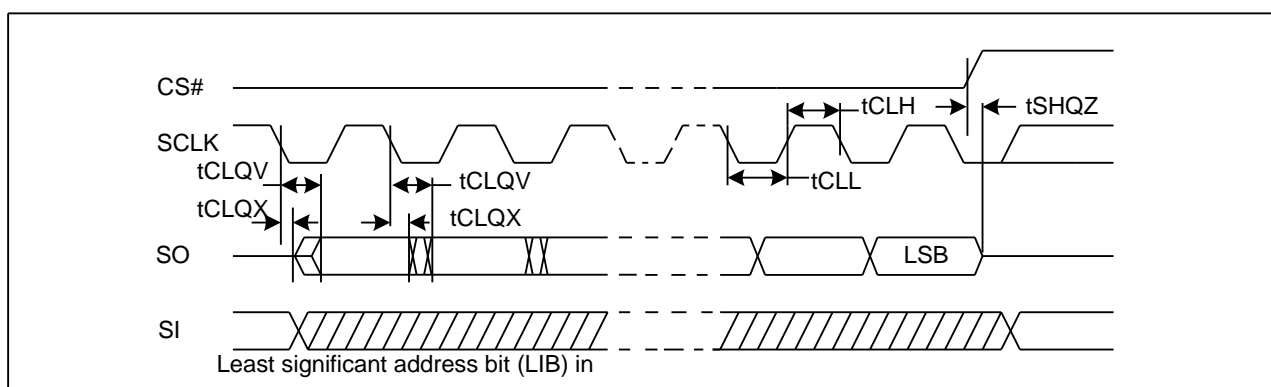 CS#
tCLH
tSHQZ
SCLK
tCLQV
tCLQV
tCLL
tCLQX
tCLQX
SO
LSB
SI
Least significant address bit (LIB) in